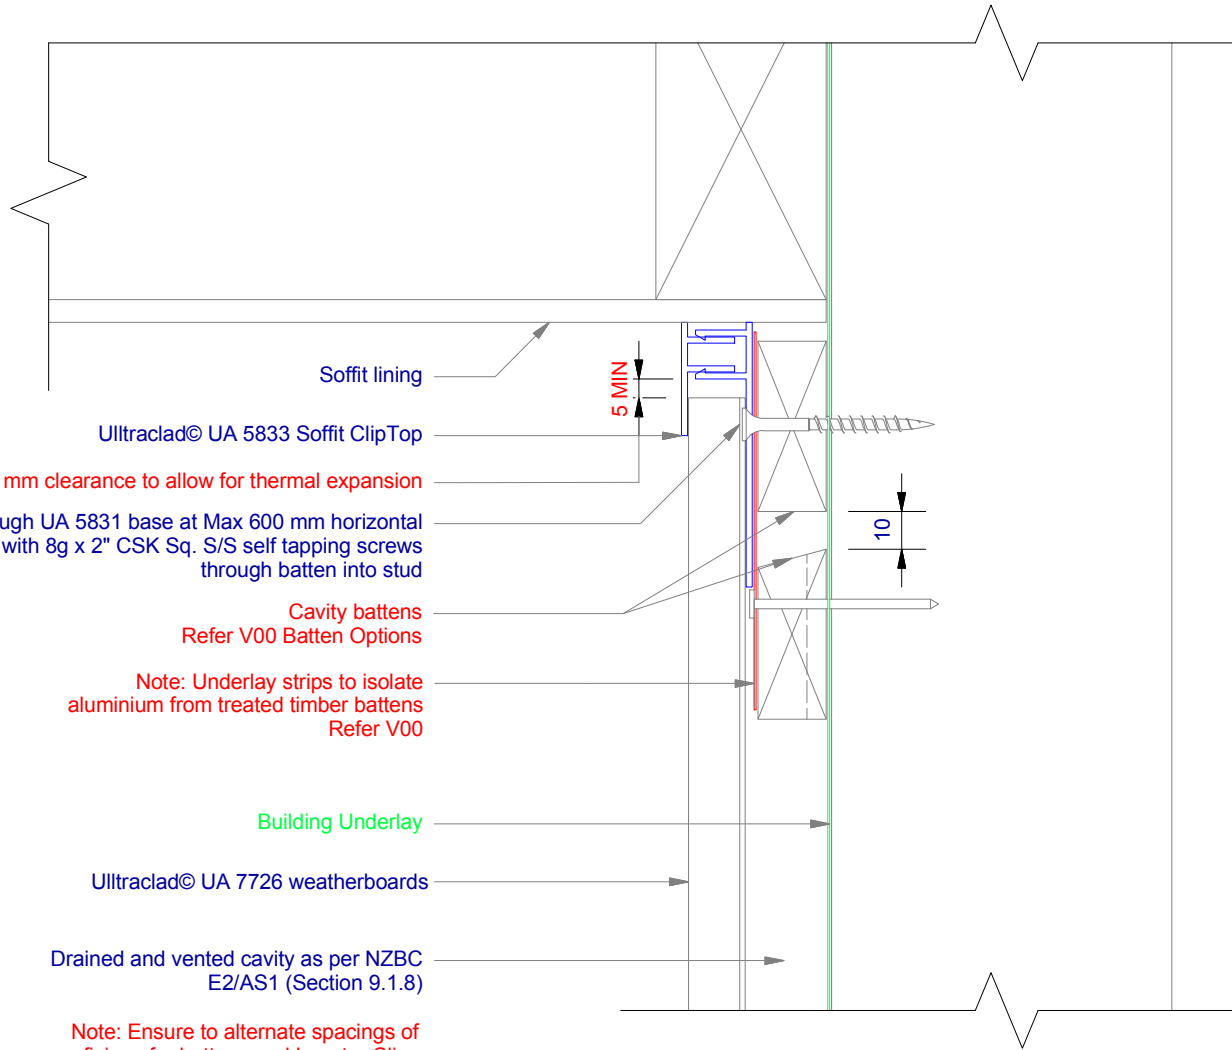 Soffit lining
5 MIN
Ulltraclad© UA 5833 Soffit ClipTop
mm clearance to allow for thermal expansion
ugh UA 5831 base at Max 600 mm horizontal
with 8g x 2" CSK Sq. S/S self tapping screws
through batten into stud
10
Cavity battens
Refer V00 Batten Options
Note: Underlay strips to isolate
aluminium from treated timber battens
Refer V00
Building Underlay
Ulltraclad© UA 7726 weatherboards
Drained and vented cavity as per NZBC
E2/AS1 (Section 9.1.8)
Note: Ensure to alternate spacings of